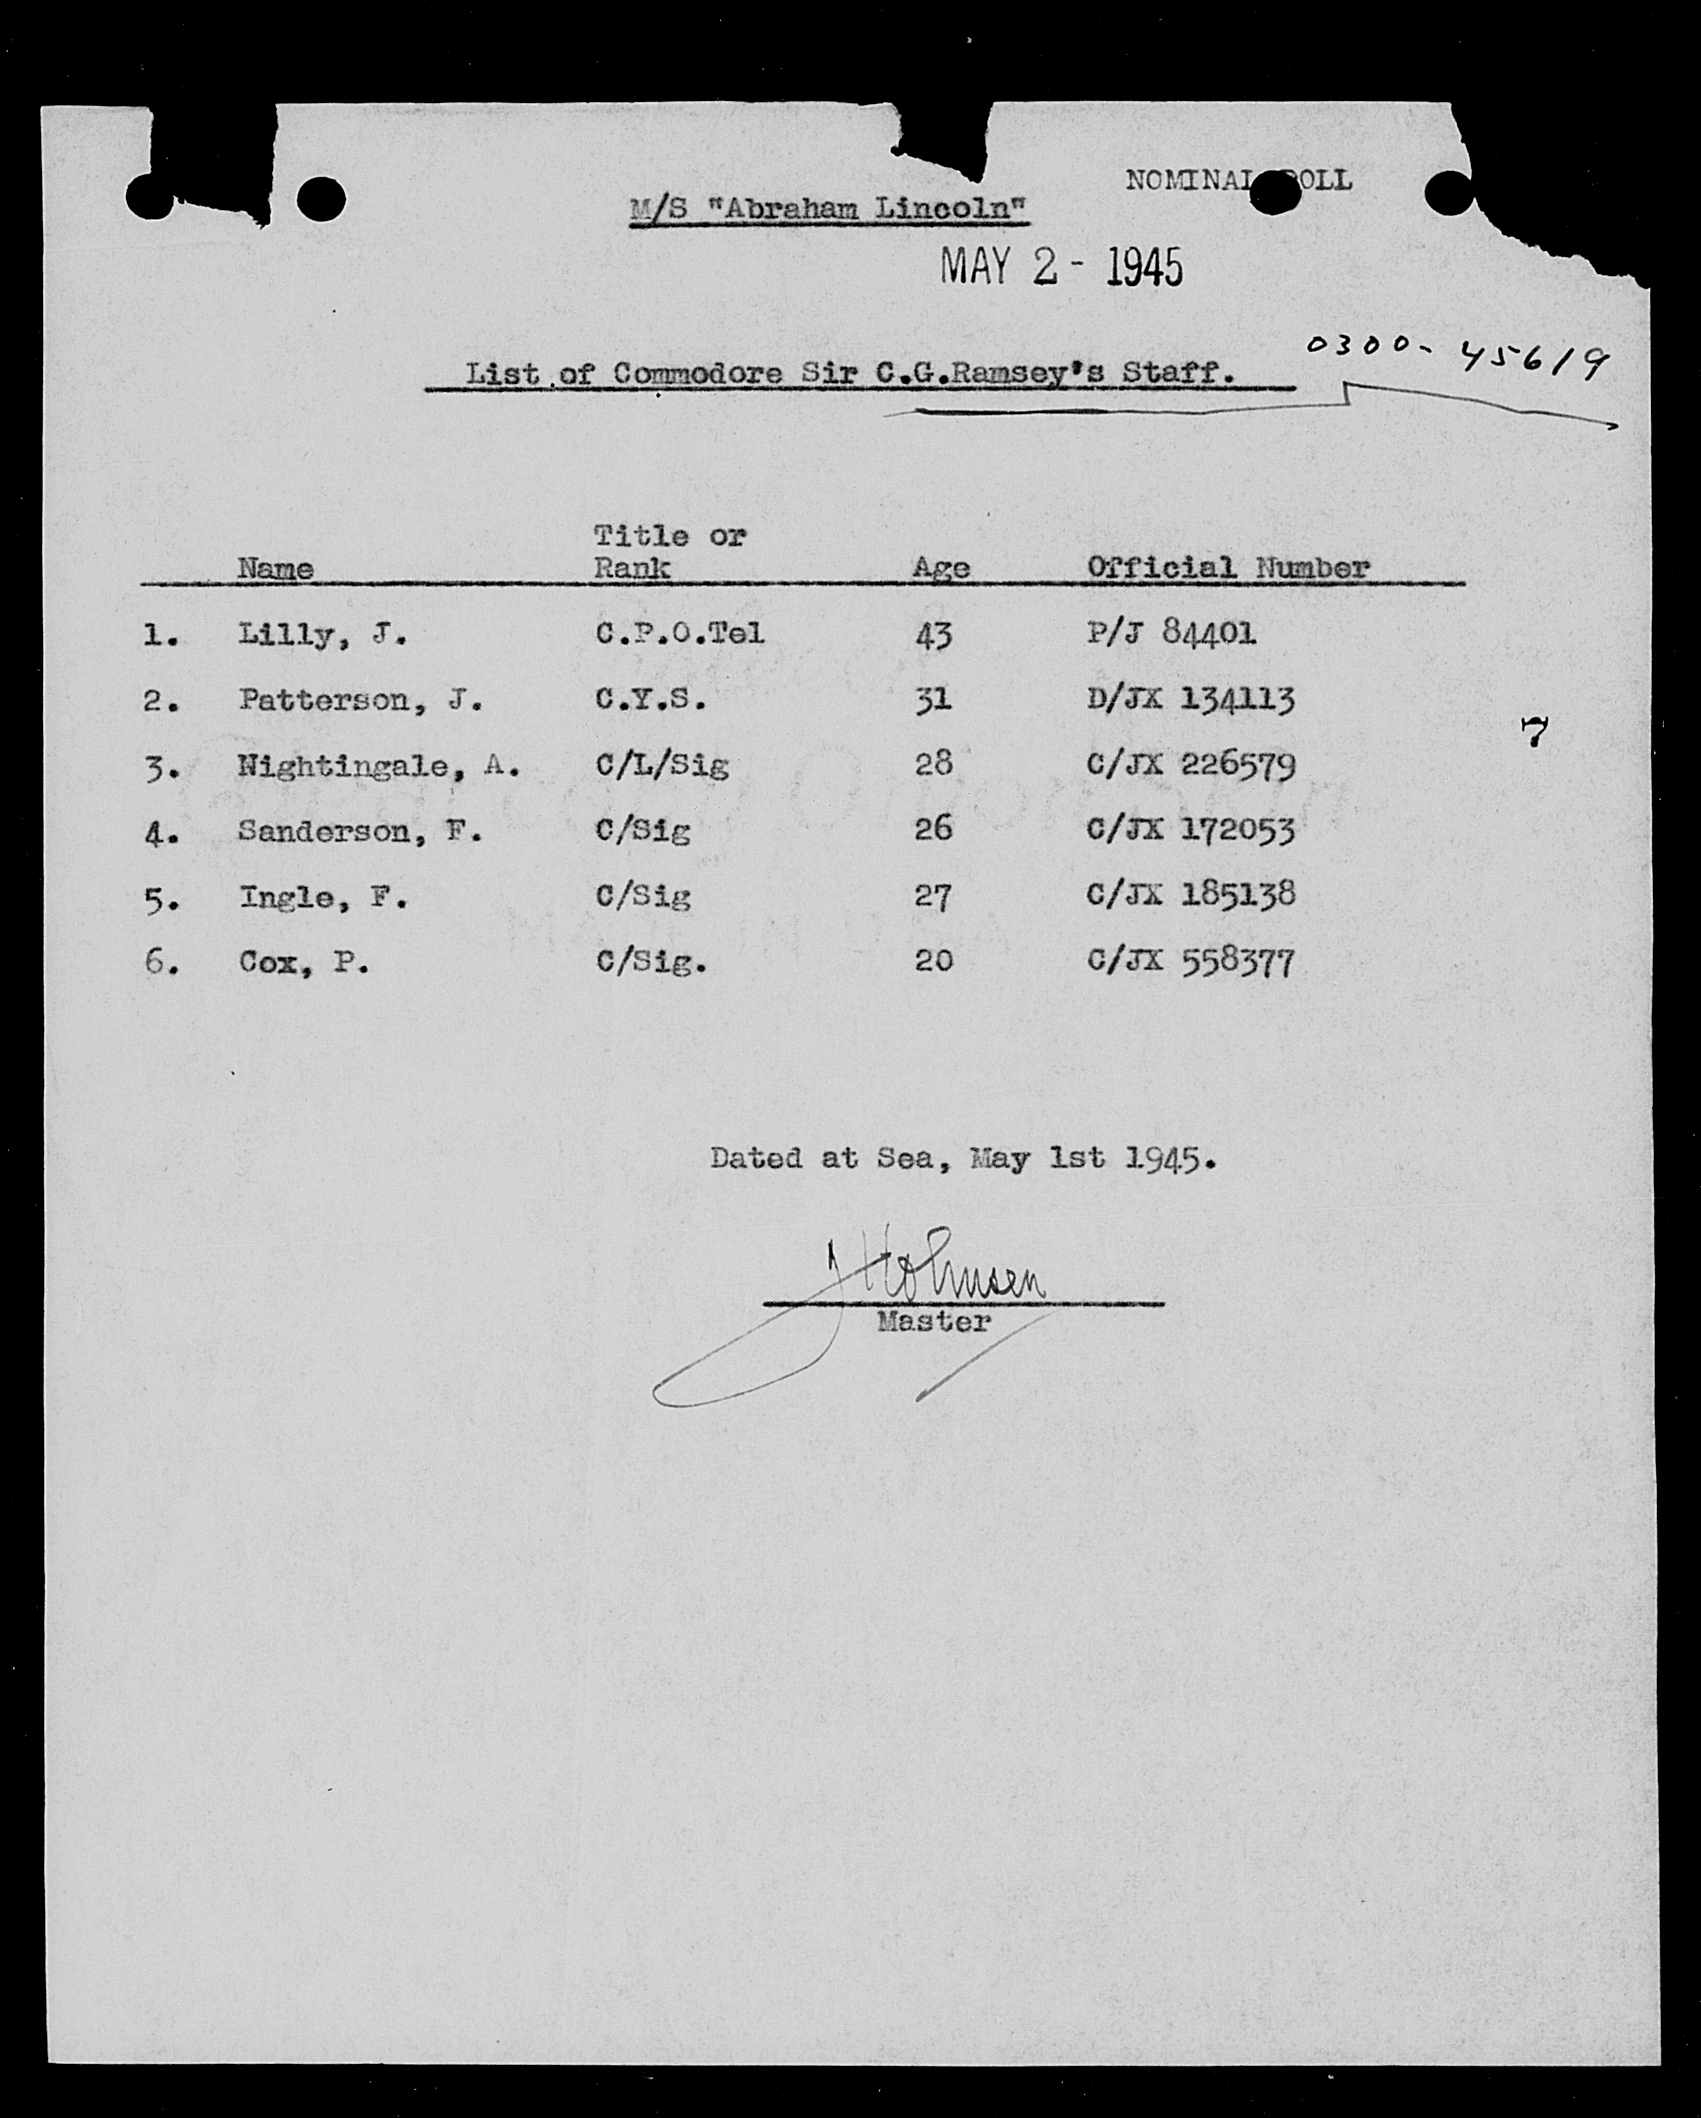 NOMINAL ROLL
M/S "Abraham Lincoln"
MAY 2 - 1945
0300- 45619
List of Commodore Sir C.G.Ramsey's Staff.
Title or
Name Rank Age Official Number
1. Lilly, J. C.P.O.Tel 43 P/J 84401
2. Patterson, J. C.Y.S. 31 D/JX 134113
7
3. Nightingale, A. C/L/Sig 28 C/JX 226579
4. Sanderson, F. C/Sig 26 C/JX 172053
5. Ingle, F. C/Sig 27 C/JX 185138
6. Cox, P. C/Sig. 20 C/JX 558377
Dated at Sea, May 1st 1945.
Master